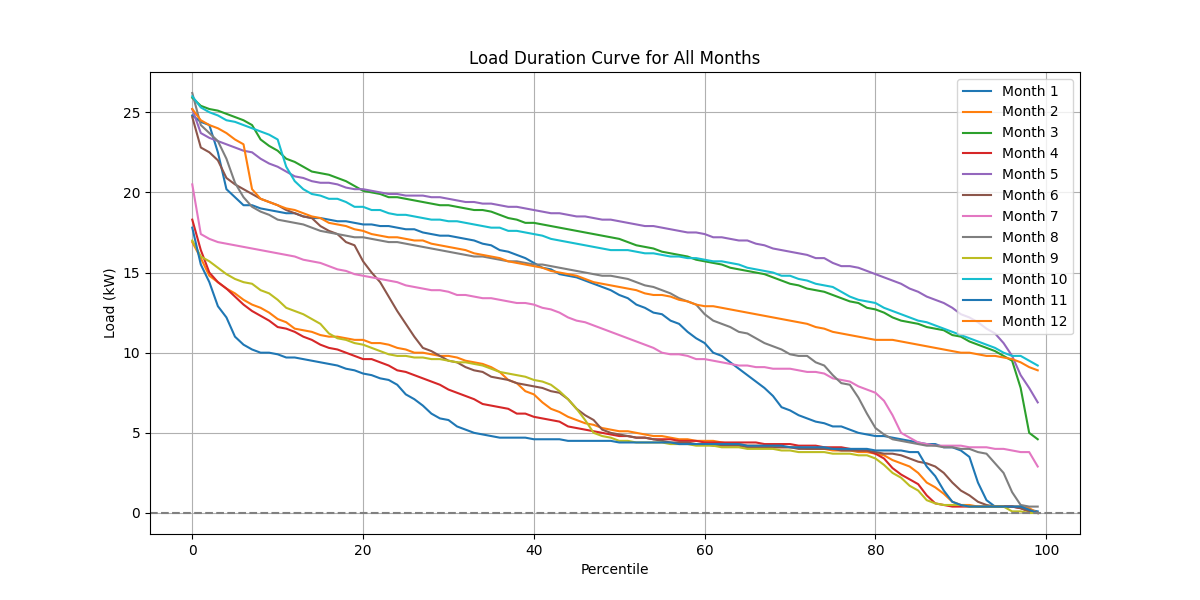 Load Duration Curve for All Months
Load (kW)
25
20
15
10
5
0
0 20 40 60 80 100
Percentile
Month 1
Month 2
Month 3
Month 4
Month 5
Month 6
Month 7
Month 8
Month 9
Month 10
Month 11
Month 12